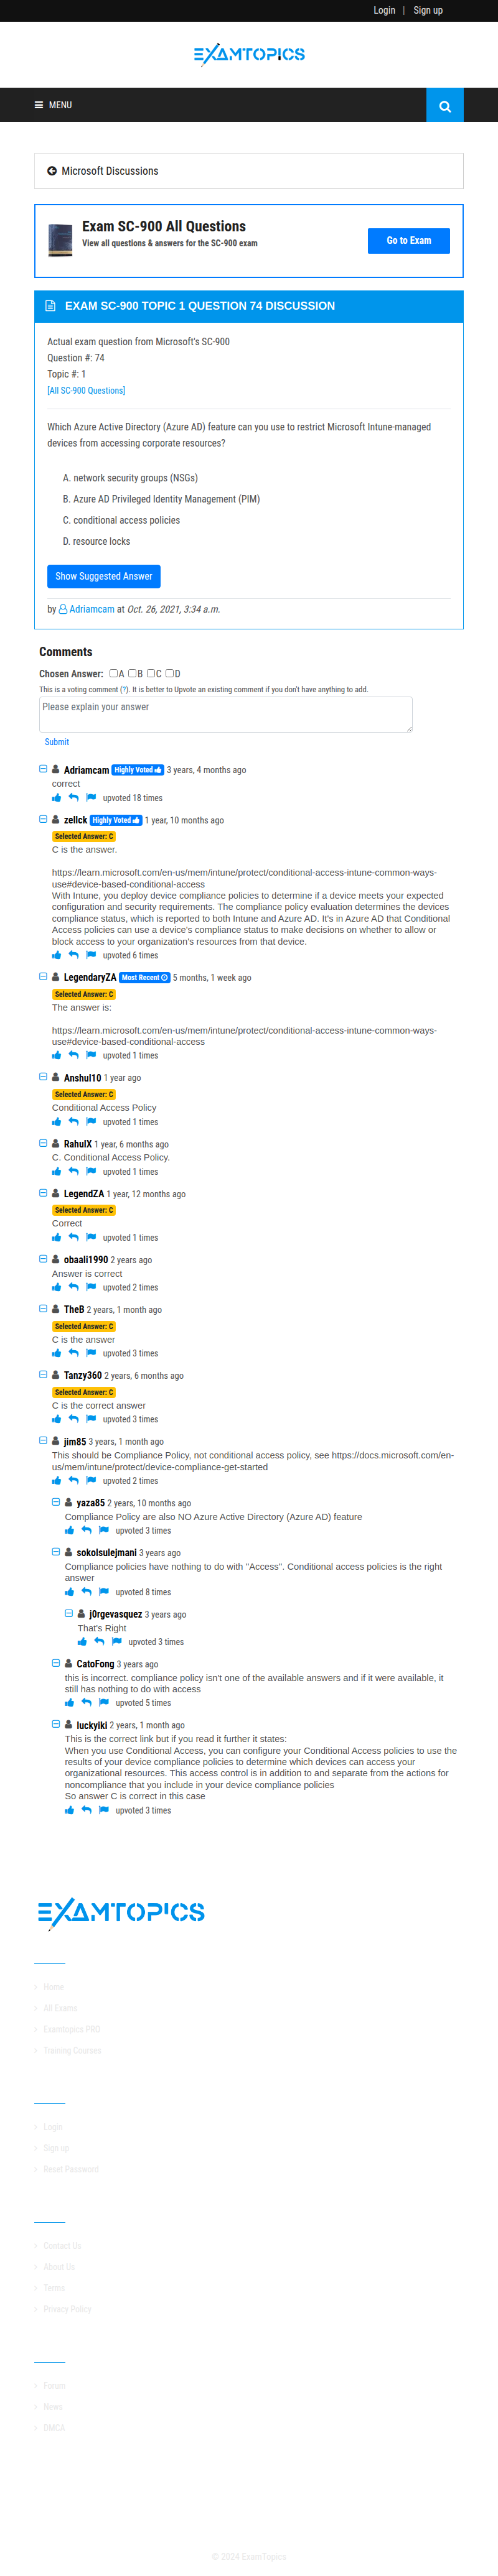 Login | Sign up
EXAMTOPICS
MENU
Microsoft Discussions
Exam SC-900 All Questions
View all questions & answers for the SC-900 exam
Go to Exam
EXAM SC-900 TOPIC 1 QUESTION 74 DISCUSSION
Actual exam question from Microsoft's SC-900
Question #: 74
Topic #: 1
[All SC-900 Questions]
Which Azure Active Directory (Azure AD) feature can you use to restrict Microsoft Intune-managed
devices from accessing corporate resources?
A. network security groups (NSGs)
B. Azure AD Privileged Identity Management (PIM)
C. conditional access policies
D. resource locks
Show Suggested Answer
by Adriamcam at Oct. 26, 2021, 3:34 a.m.
Comments
Chosen Answer: A B C D
This is a voting comment (?). It is better to Upvote an existing comment if you don't have anything to add.
Please explain your answer
Submit
Adriamcam Highly Voted 3 years, 4 months ago
correct
upvoted 18 times
zellck Highly Voted 1 year, 10 months ago
Selected Answer: C
C is the answer.
https://learn.microsoft.com/en-us/mem/intune/protect/conditional-access-intune-common-ways-
use#device-based-conditional-access
With Intune, you deploy device compliance policies to determine if a device meets your expected
configuration and security requirements. The compliance policy evaluation determines the devices
compliance status, which is reported to both Intune and Azure AD. It's in Azure AD that Conditional
Access policies can use a device's compliance status to make decisions on whether to allow or
block access to your organization's resources from that device.
upvoted 6 times
LegendaryZA Most Recent 5 months, 1 week ago
Selected Answer: C
The answer is:
https://learn.microsoft.com/en-us/mem/intune/protect/conditional-access-intune-common-ways-
use#device-based-conditional-access
upvoted 1 times
Anshul10 1 year ago
Selected Answer: C
Conditional Access Policy
upvoted 1 times
RahulX 1 year, 6 months ago
C. Conditional Access Policy.
upvoted 1 times
LegendZA 1 year, 12 months ago
Selected Answer: C
Correct
upvoted 1 times
obaali1990 2 years ago
Answer is correct
upvoted 2 times
TheB 2 years, 1 month ago
Selected Answer: C
C is the answer
upvoted 3 times
Tanzy360 2 years, 6 months ago
Selected Answer: C
C is the correct answer
upvoted 3 times
jim85 3 years, 1 month ago
This should be Compliance Policy, not conditional access policy, see https://docs.microsoft.com/en-
us/mem/intune/protect/device-compliance-get-started
upvoted 2 times
yaza85 2 years, 10 months ago
Compliance Policy are also NO Azure Active Directory (Azure AD) feature
upvoted 3 times
sokolsulejmani 3 years ago
Compliance policies have nothing to do with "Access". Conditional access policies is the right
answer
upvoted 8 times
j0rgevasquez 3 years ago
That's Right
upvoted 3 times
CatoFong 3 years ago
this is incorrect. compliance policy isn't one of the available answers and if it were available, it
still has nothing to do with access
upvoted 5 times
luckyiki 2 years, 1 month ago
This is the correct link but if you read it further it states:
When you use Conditional Access, you can configure your Conditional Access policies to use the
results of your device compliance policies to determine which devices can access your
organizational resources. This access control is in addition to and separate from the actions for
noncompliance that you include in your device compliance policies
So answer C is correct in this case
upvoted 3 times
EXAMTOPICS
Home
All Exams
Examtopics PRO
Training Courses
Login
Sign up
Reset Password
Contact Us
About Us
Terms
Privacy Policy
Forum
News
DMCA
© 2024 ExamTopics